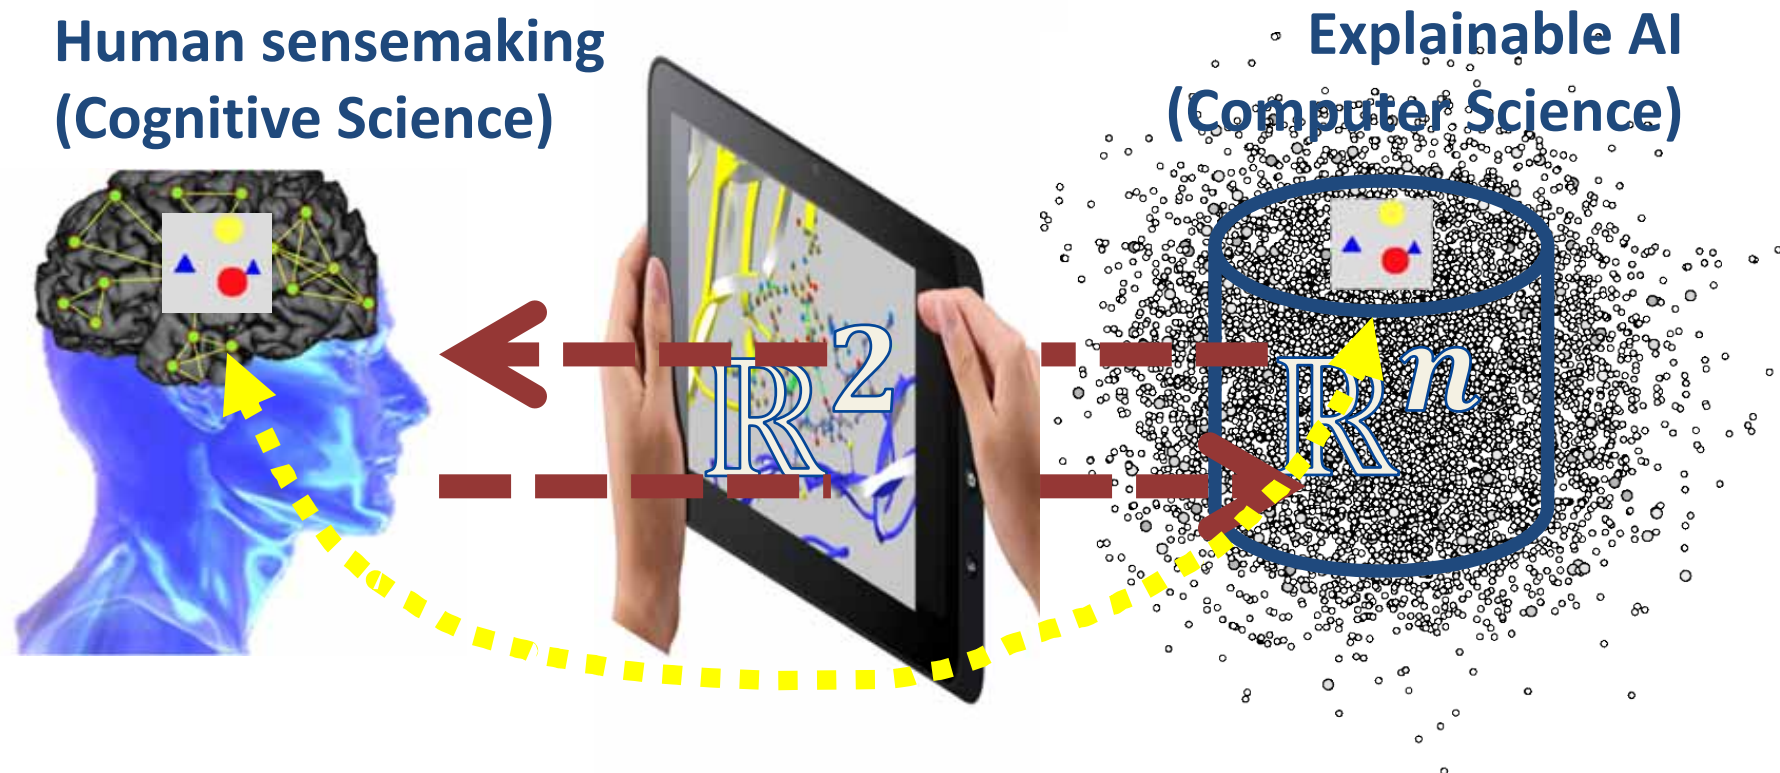 Human sensemaking
(Cognitive Science)
Explainable AI
(Computer Science)
ℝ²
ℝⁿ